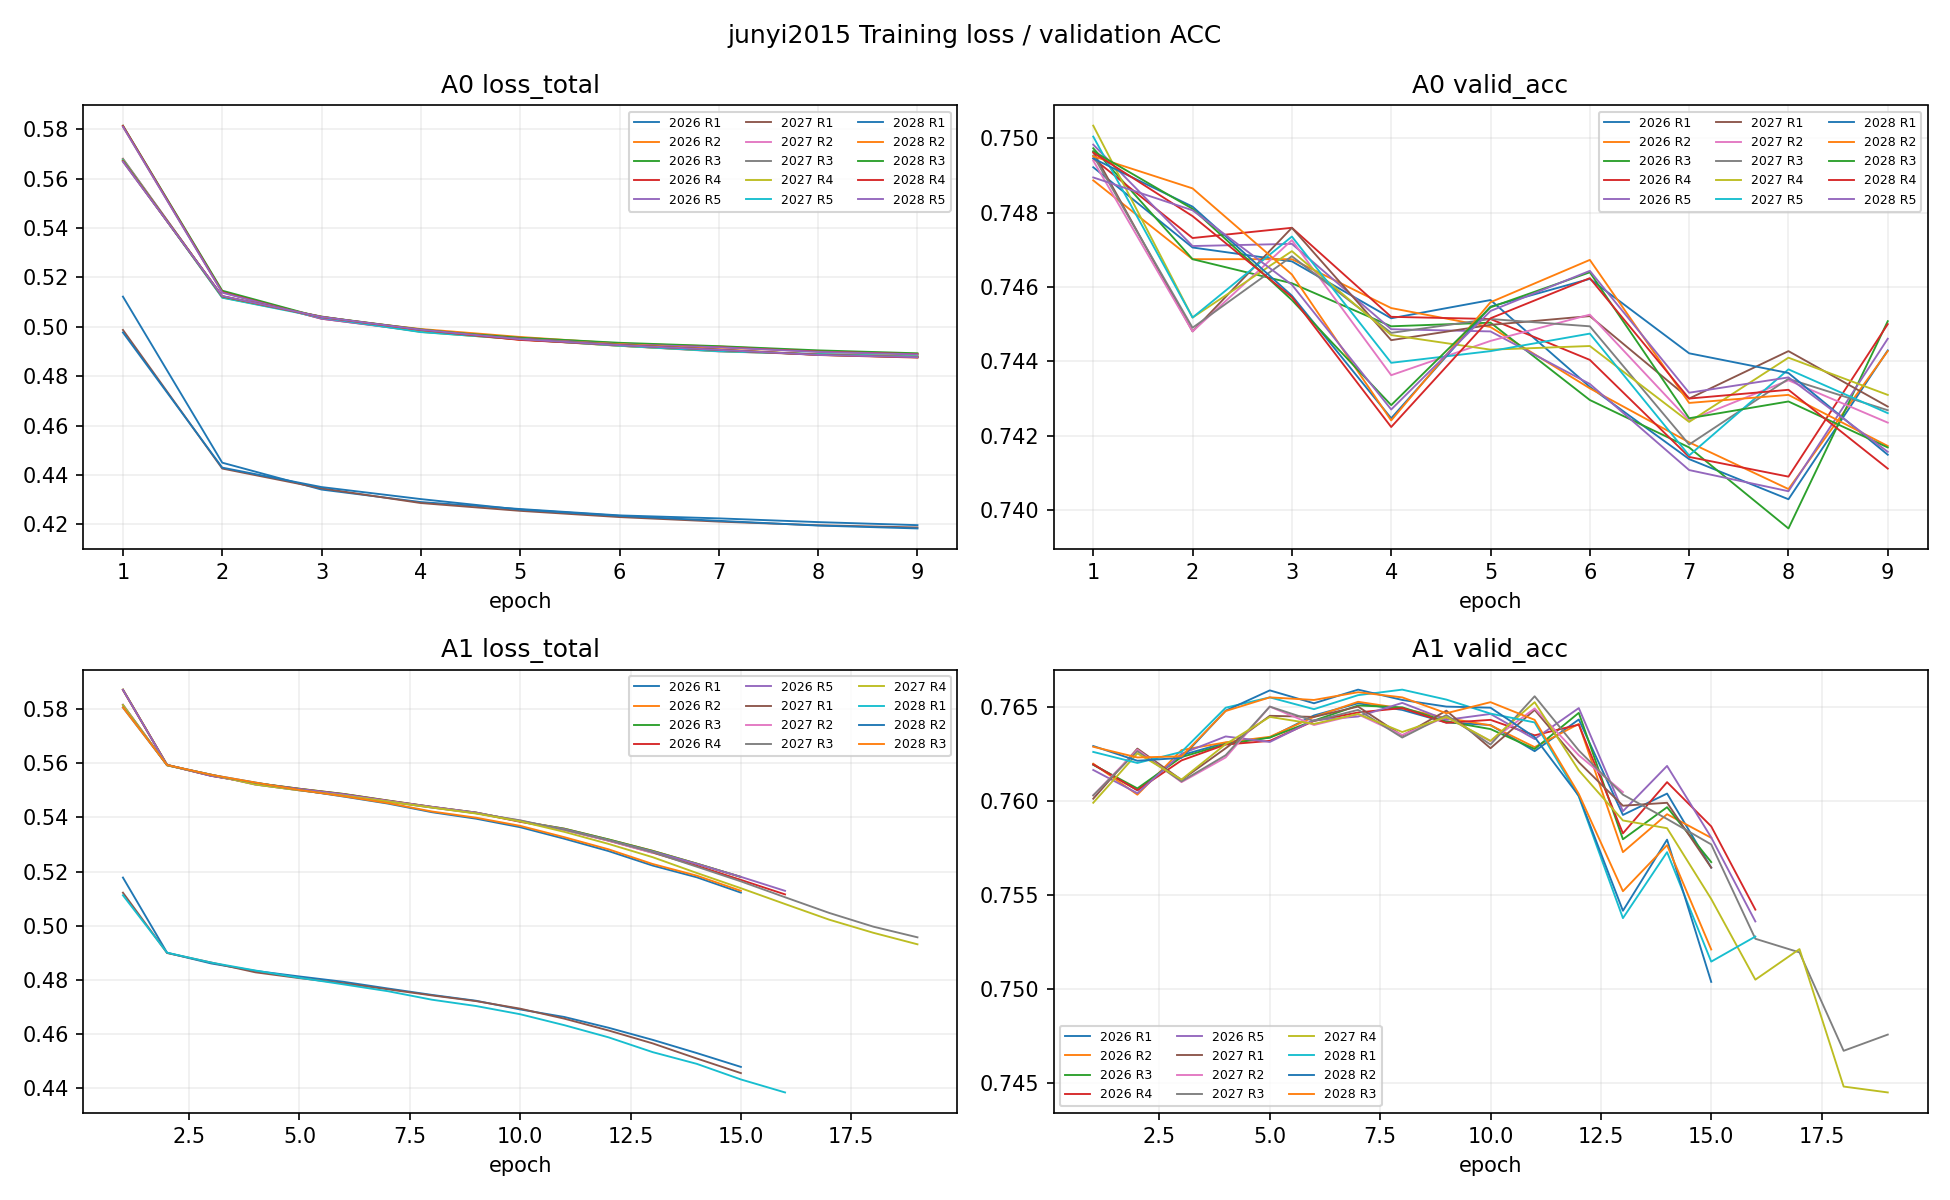 junyi2015 Training loss / validation ACC
A0 loss_total
0.58
0.56
0.54
0.52
0.50
0.48
0.46
0.44
0.42
2026 R1 2027 R1 2028 R1
2026 R2 2027 R2 2028 R2
2026 R3 2027 R3 2028 R3
2026 R4 2027 R4 2028 R4
2026 R5 2027 R5 2028 R5
1 2 3 4 5 6 7 8 9
epoch
A0 valid_acc
0.750
0.748
0.746
0.744
0.742
0.740
2026 R1 2027 R1 2028 R1
2026 R2 2027 R2 2028 R2
2026 R3 2027 R3 2028 R3
2026 R4 2027 R4 2028 R4
2026 R5 2027 R5 2028 R5
1 2 3 4 5 6 7 8 9
epoch
A1 loss_total
0.58
0.56
0.54
0.52
0.50
0.48
0.46
0.44
2026 R1 2026 R5 2027 R4
2026 R2 2027 R1 2028 R1
2026 R3 2027 R2 2028 R2
2026 R4 2027 R3 2028 R3
2.5 5.0 7.5 10.0 12.5 15.0 17.5
epoch
A1 valid_acc
0.765
0.760
0.755
0.750
0.745
2026 R1 2026 R5 2027 R4
2026 R2 2027 R1 2028 R1
2026 R3 2027 R2 2028 R2
2026 R4 2027 R3 2028 R3
2.5 5.0 7.5 10.0 12.5 15.0 17.5
epoch